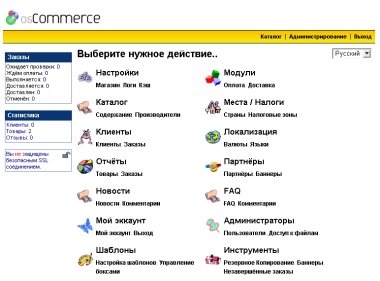 osCommerce
Каталог | Администрирование | Выход
Заказы
Ожидает проверки: 0
Ждём оплаты: 0
Выполняется: 0
Доставляется: 0
Доставлен: 0
Отменён: 0
Статистика
Клиенты: 0
Товары: 2
Отзывы: 0
Вы не защищены
безопасным SSL
соединением.
Выберите нужное действие..
Русский
Настройки
Магазин Логи Кэш
Модули
Оплата Доставка
Каталог
Содержание Производители
Места / Налоги
Страны Налоговые зоны
Клиенты
Клиенты Заказы
Локализация
Валюты Языки
Отчёты
Товары Заказы
Партнёры
Партнёры Баннеры
Новости
Новости Комментарии
FAQ
FAQ Комментарии
Мой эккаунт
Мой эккаунт Выход
Администраторы
Пользователи Доступ к файлам
Шаблоны
Настройка шаблонов Управление
боксами
Инструменты
Резервное Копирование Баннеры
Незавершённые заказы